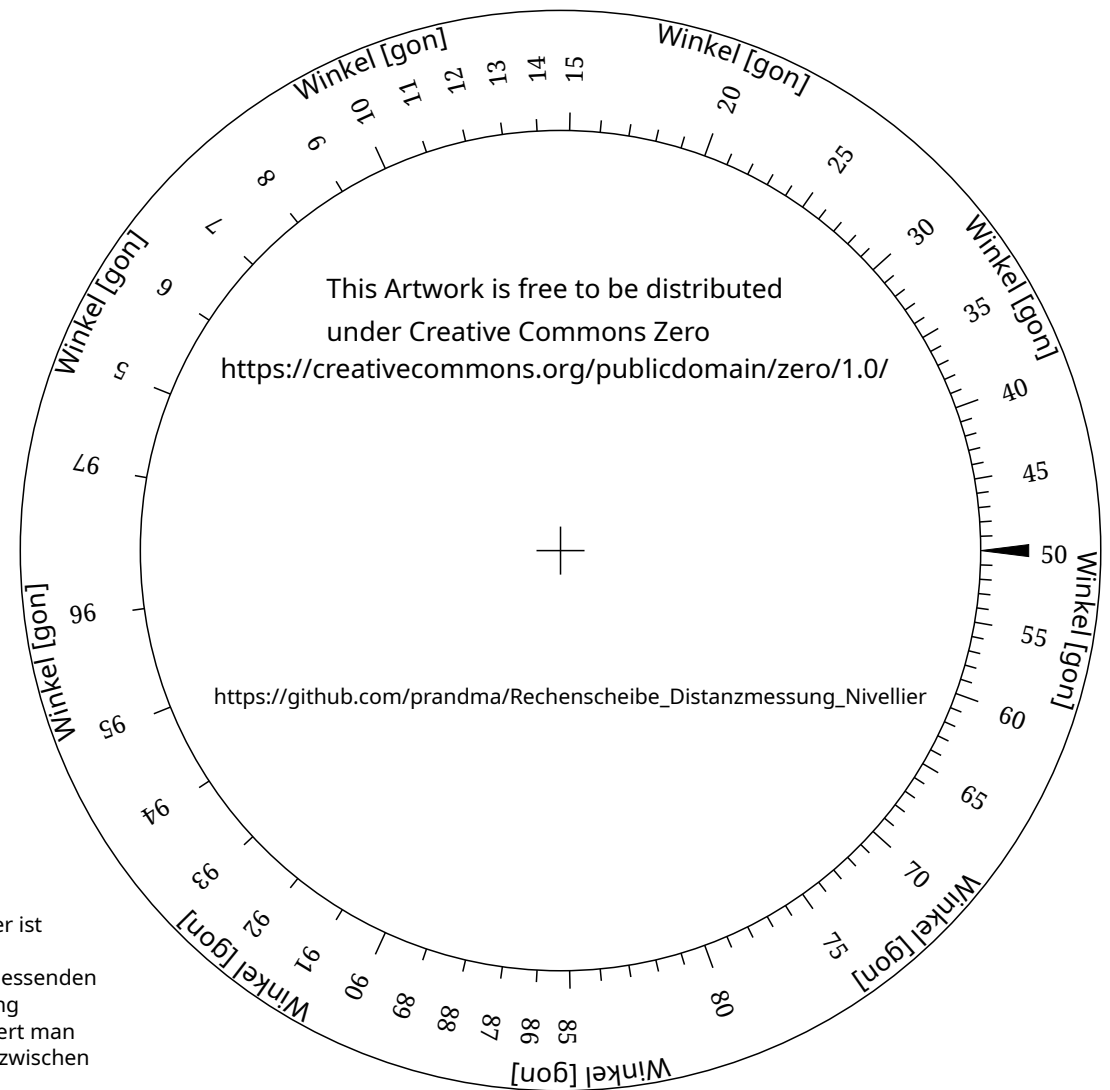 Winkel [gon]
Winkel [gon]
Winkel [gon]
Winkel [gon]
Winkel [gon]
Winkel [gon]
Winkel [gon]
Winkel [gon]
Winkel [gon]
5
6
7
8
9
10
11
12
13
14
15
20
25
30
35
40
45
50
55
60
65
70
75
80
85
86
87
88
89
90
91
92
93
94
95
96
97
This Artwork is free to be distributed
under Creative Commons Zero
https://creativecommons.org/publicdomain/zero/1.0/
https://github.com/prandma/Rechenscheibe_Distanzmessung_Nivellier
er ist
essenden
ng
ert man
zwischen